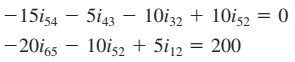 −15i₅₄ − 5i₄₃ − 10i₃₂ + 10i₅₂ = 0
−20i₆₅ − 10i₅₂ + 5i₁₂ = 200